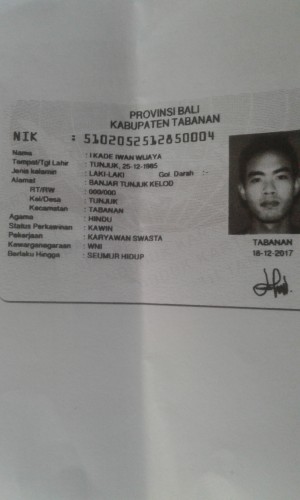 PROVINSI BALI
KABUPATEN TABANAN
NIK : 5102052512850004
Nama : I KADE IWAN WIJAYA
Tempat/Tgl Lahir : TUNJUK, 25-12-1985
Jenis kelamin : LAKI-LAKI Gol Darah :-
Alamat : BANJAR TUNJUK KELOD
RT/RW : 000/000
Kel/Desa : TUNJUK
Kecamatan : TABANAN
Agama : HINDU
Status Perkawinan : KAWIN
Pekerjaan : KARYAWAN SWASTA
Kewarganegaraan : WNI
Berlaku Hingga : SEUMUR HIDUP
TABANAN
18-12-2017